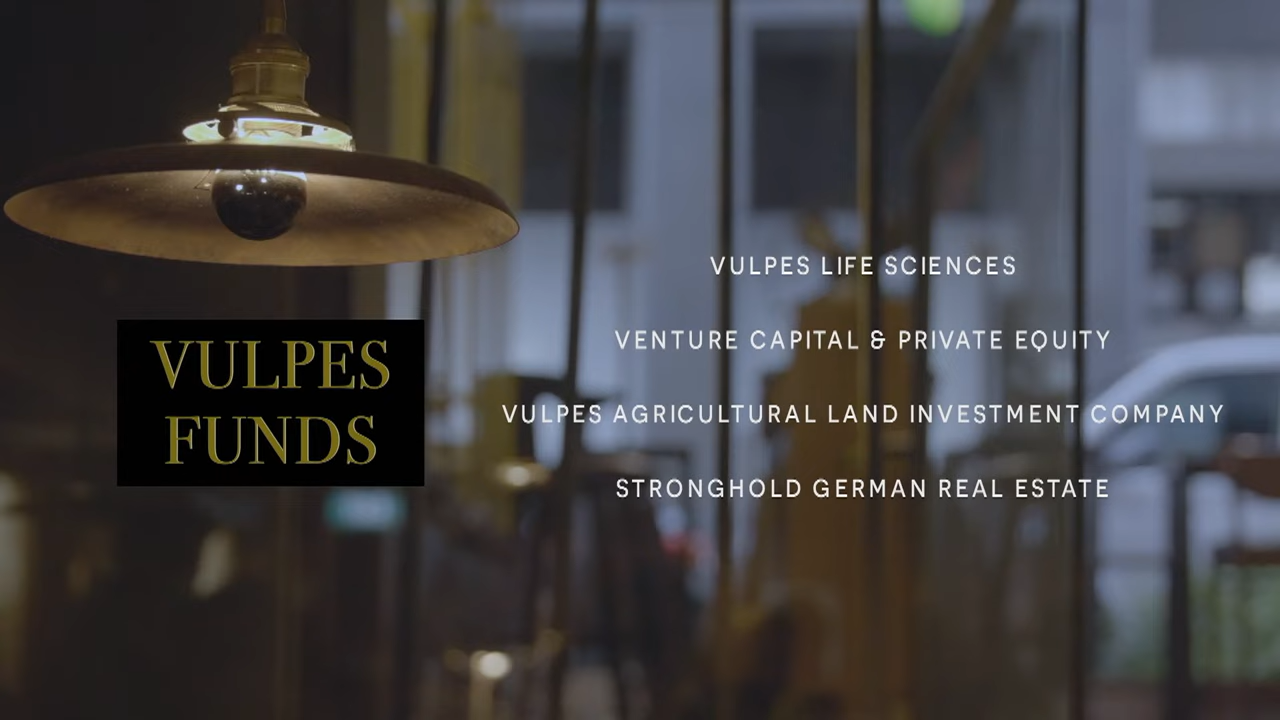 VULPES
FUNDS
VULPES LIFE SCIENCES
VENTURE CAPITAL & PRIVATE EQUITY
VULPES AGRICULTURAL LAND INVESTMENT COMPANY
STRONGHOLD GERMAN REAL ESTATE